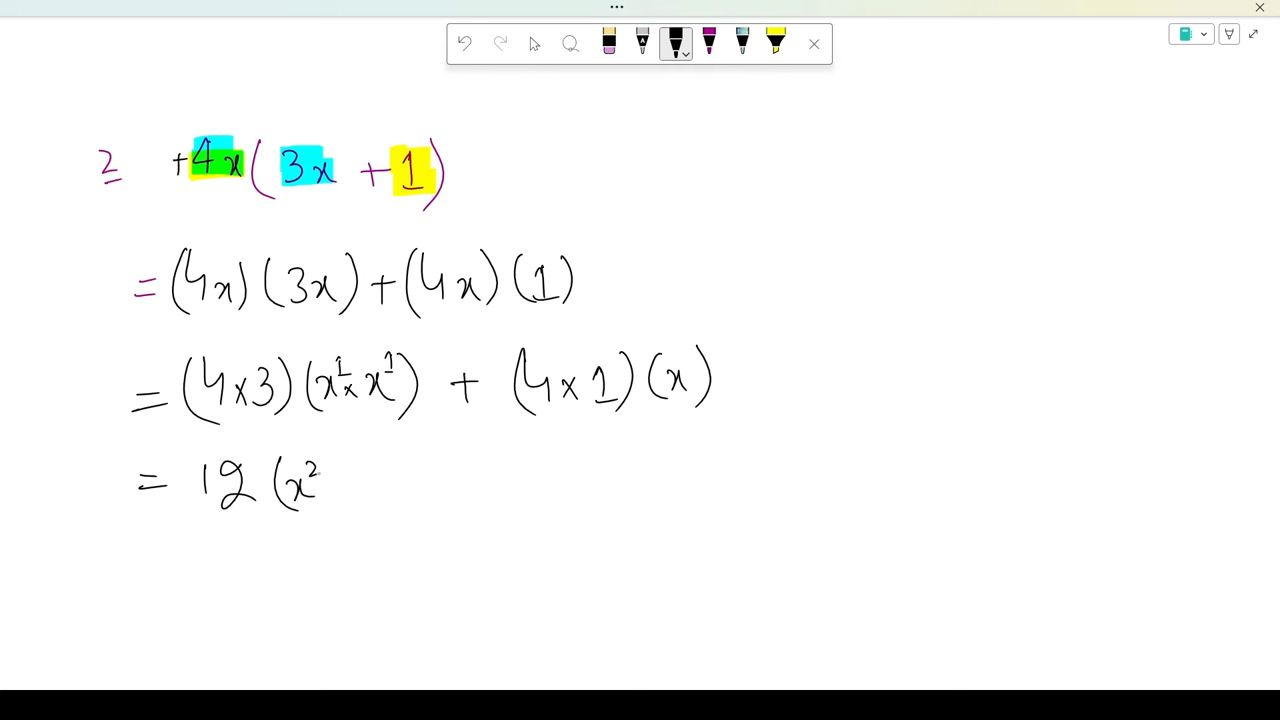 2 +4x(3x +1)
= (4x)(3x)+(4x)(1)
= (4×3)(x¹×x¹) + (4×1)(x)
= 12 (x²